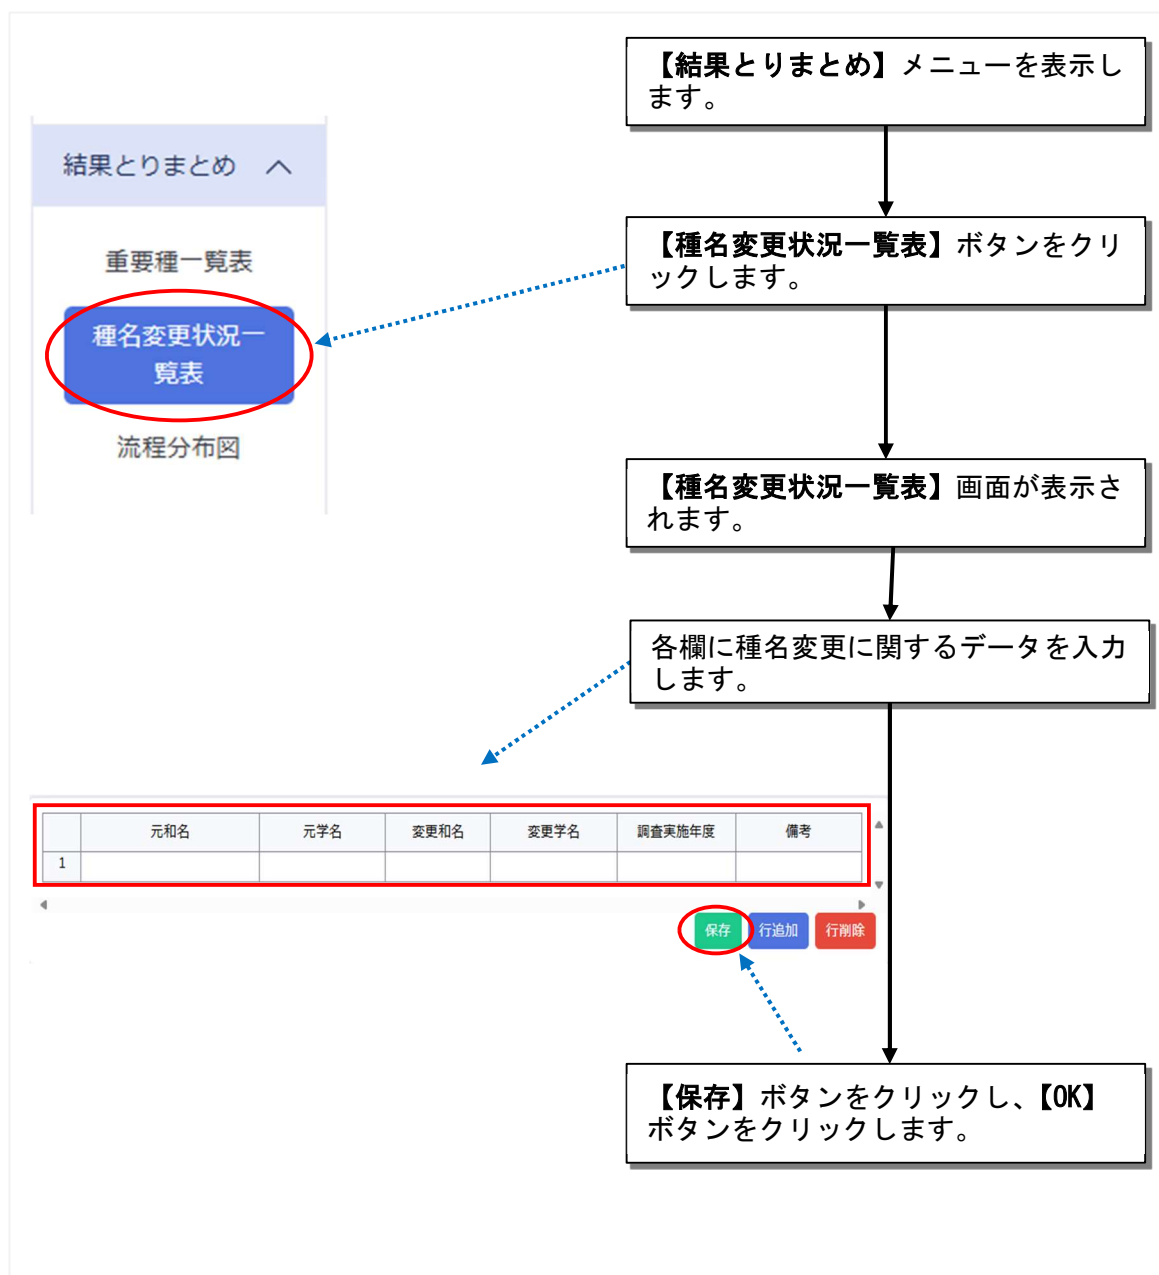 【結果とりまとめ】メニューを表示し
ます。
結果とりまとめ
重要種一覧表
種名変更状況一
覧表
流程分布図
【種名変更状況一覧表】ボタンをクリ
ックします。
【種名変更状況一覧表】画面が表示さ
れます。
各欄に種名変更に関するデータを入力
します。
元和名 元学名 変更和名 変更学名 調査実施年度 備考
1
保存 行追加 行削除
【保存】ボタンをクリックし、【OK】
ボタンをクリックします。